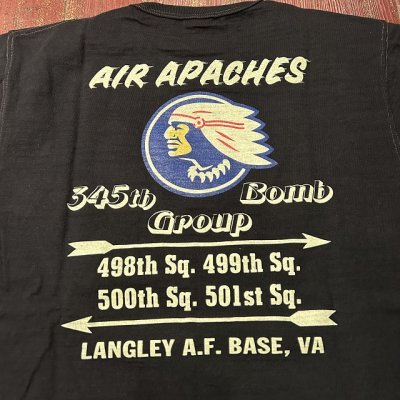 AIR APACHES
345th Bomb
Group
498th Sq. 499th Sq.
500th Sq. 501st Sq.
LANGLEY A.F. BASE, VA